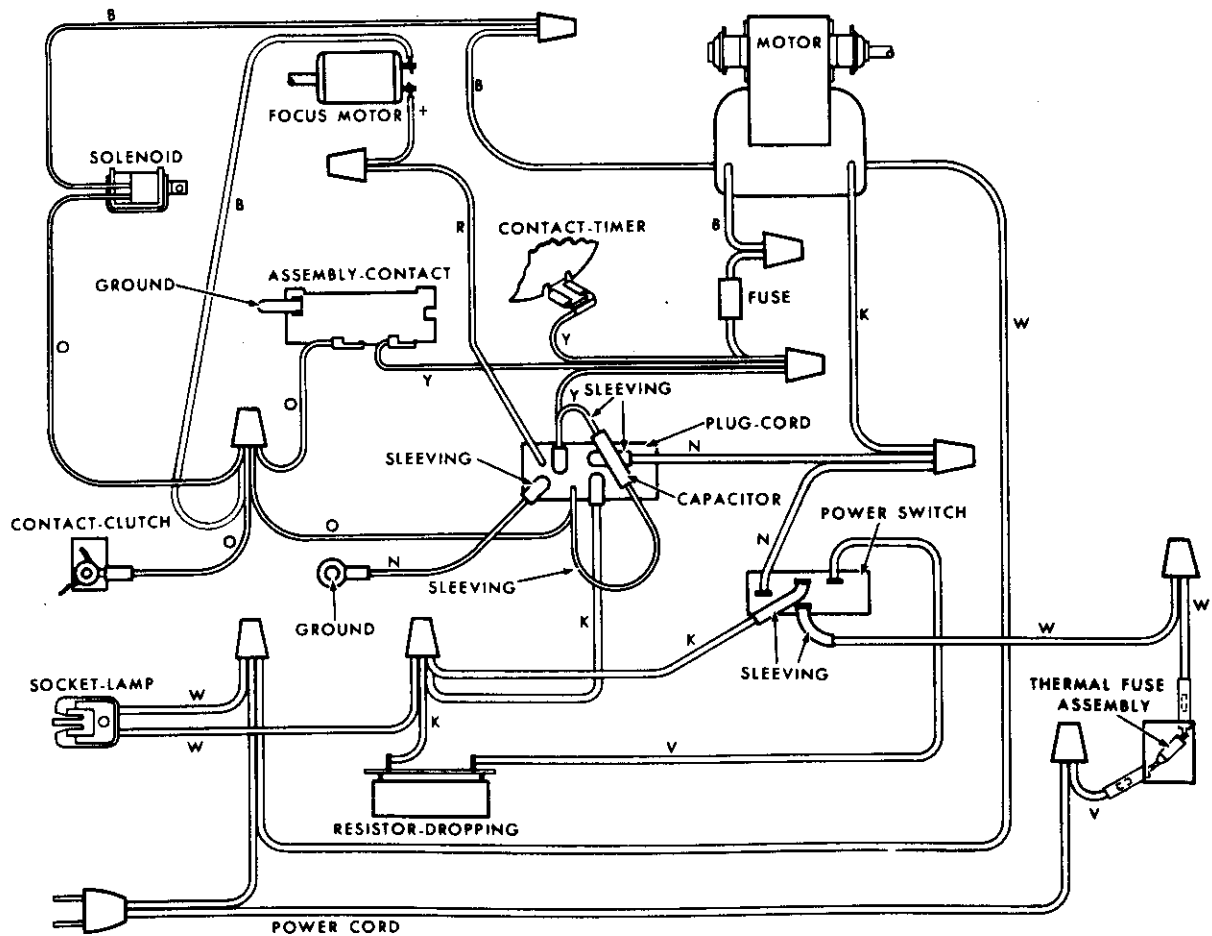 B
MOTOR
FOCUS MOTOR
+
B
SOLENOID
B
R
CONTACT-TIMER
B
ASSEMBLY-CONTACT
GROUND
FUSE
K
W
O
Y
Y
O
SLEEVING
Y
PLUG-CORD
N
SLEEVING
CAPACITOR
POWER SWITCH
CONTACT-CLUTCH
O
O
N
SLEEVING
N
GROUND
K
K
W
W
SLEEVING
SOCKET-LAMP
W
THERMAL FUSE
ASSEMBLY
W
K
V
V
RESISTOR-DROPPING
POWER CORD